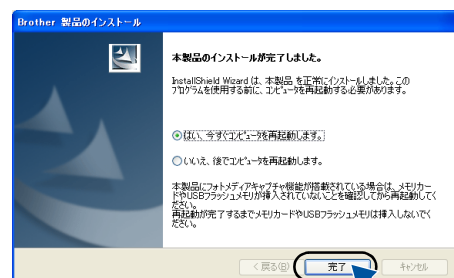 Brother 製品のインストール
本製品のインストールが完了しました。
InstallShield Wizard は、本製品 を正常にインストールしました。この
プログラムを使用する前に、コンピュータを再起動する必要があります。
はい、今すぐコンピュータを再起動します。
いいえ、後でコンピュータを再起動します。
本製品にフォトメディアキャプチャ機能が搭載されている場合は、メモリカー
ドやUSBフラッシュメモリが挿入されていないことを確認してから再起動してく
ださい。
再起動が完了するまでメモリカードやUSBフラッシュメモリは挿入しないでく
ださい。
< 戻る(B) 完了 キャンセル